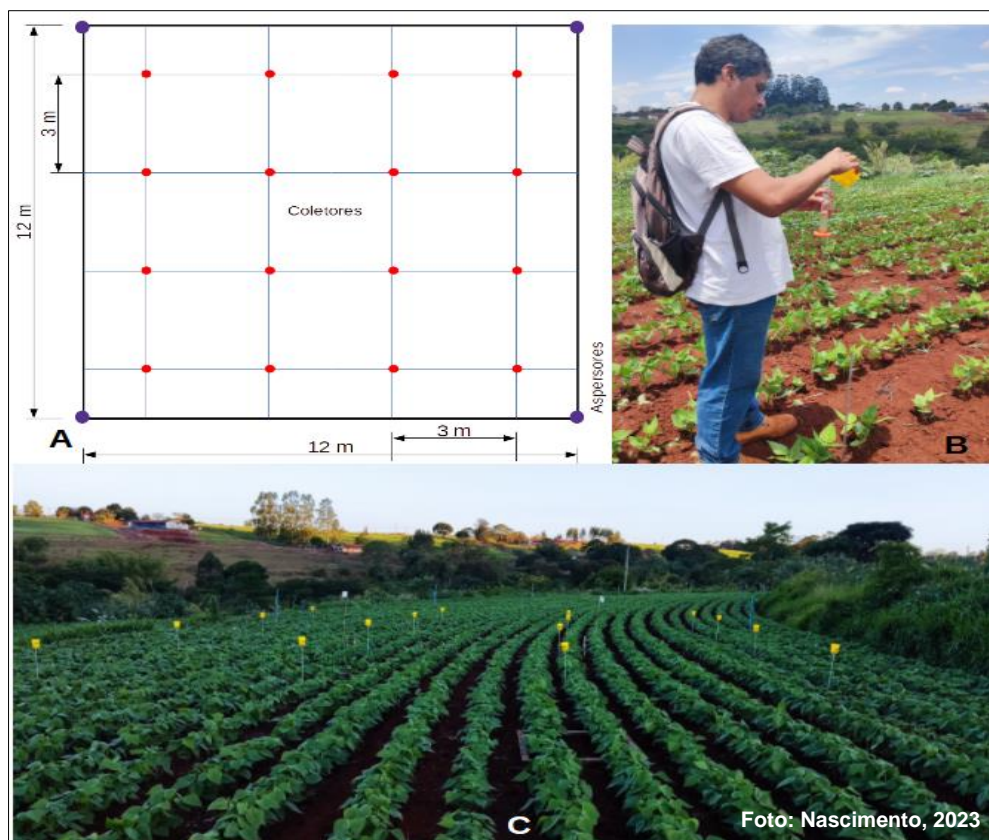 3 m
12 m
Coletores
Aspersores
A
3 m
12 m
B
C
Foto: Nascimento, 2023